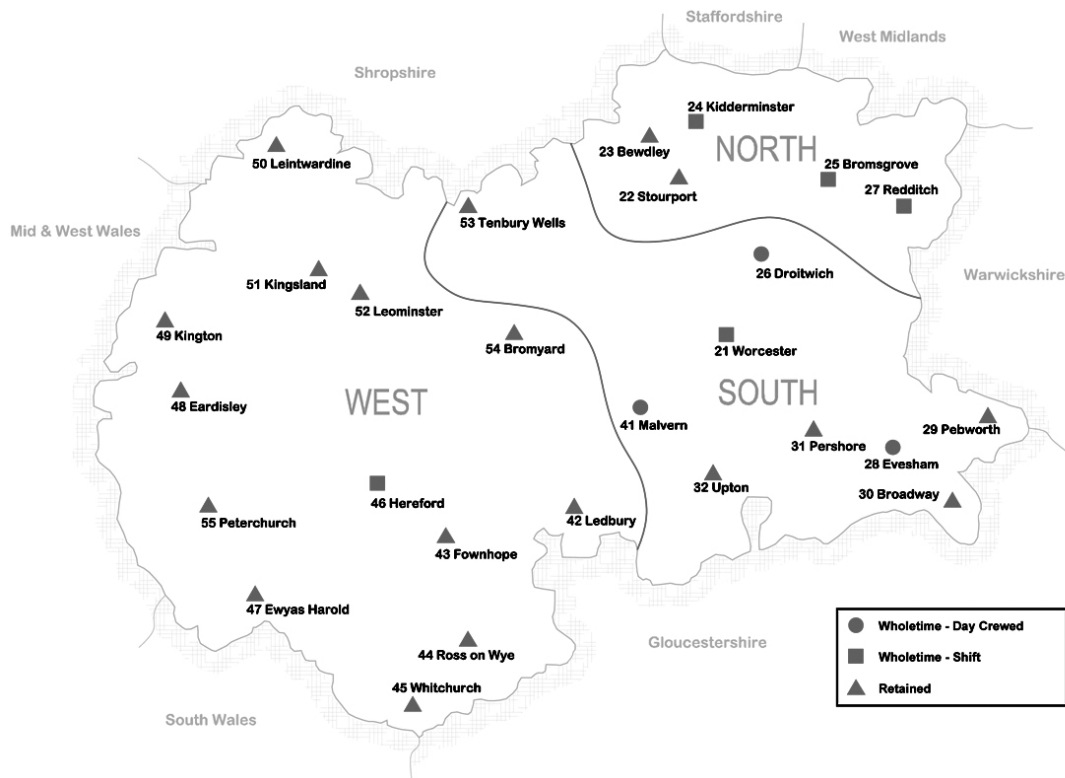 Staffordshire
West Midlands
Shropshire
24 Kidderminster
NORTH
23 Bewdley
50 Leintwardine
25 Bromsgrove
27 Redditch
22 Stourport
53 Tenbury Wells
Mid & West Wales
26 Droitwich
Warwickshire
51 Kingsland
52 Leominster
49 Kington
54 Bromyard
21 Worcester
48 Eardisley
WEST
SOUTH
41 Malvern
31 Pershore
29 Pebworth
28 Evesham
32 Upton
30 Broadway
46 Hereford
55 Peterchurch
42 Ledbury
43 Fownhope
47 Ewyas Harold
Gloucestershire
44 Ross on Wye
45 Whitchurch
South Wales
Wholetime - Day Crewed
Wholetime - Shift
Retained